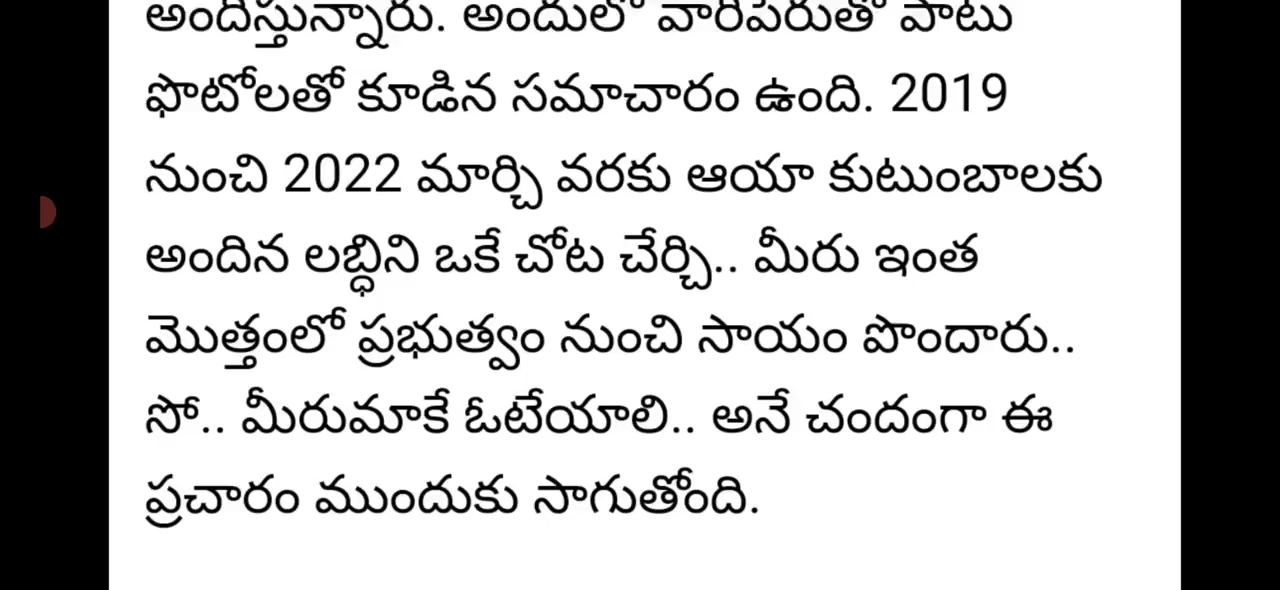 అందిస్తున్నారు. అందులో వారిపేరుతో పాటు
ఫొటోలతో కూడిన సమాచారం ఉంది. 2019
నుంచి 2022 మార్చి వరకు ఆయా కుటుంబాలకు
అందిన లబ్ధిని ఒకే చోట చేర్చి.. మీరు ఇంత
మొత్తంలో ప్రభుత్వం నుంచి సాయం పొందారు..
సో.. మీరుమాకే ఓటేయాలి.. అనే చందంగా ఈ
ప్రచారం ముందుకు సాగుతోంది.